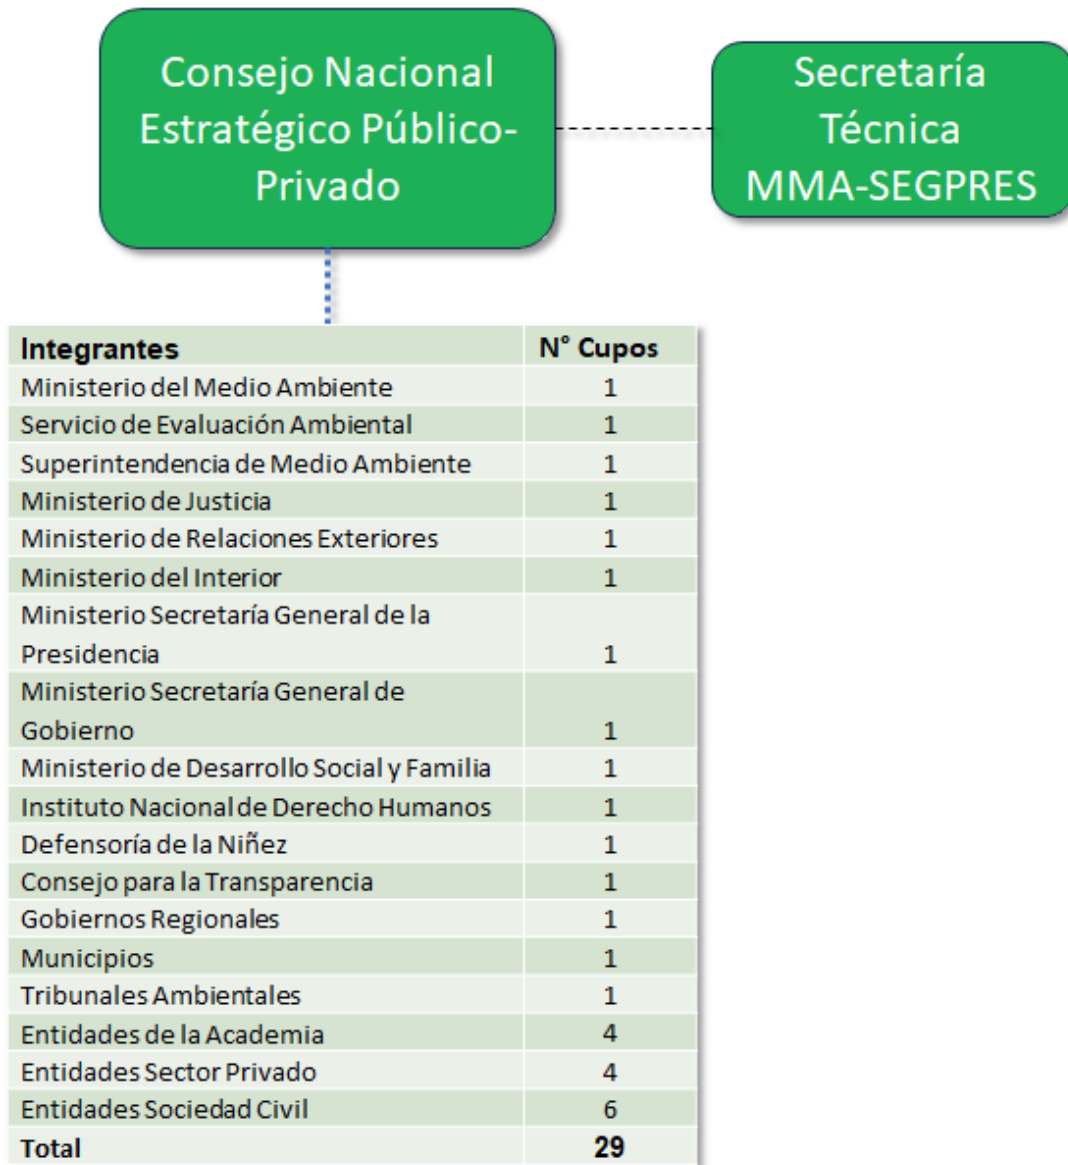 Consejo Nacional
Estratégico Público-
Privado
Secretaría
Técnica
MMA-SEGPRES
Integrantes N° Cupos
Ministerio del Medio Ambiente 1
Servicio de Evaluación Ambiental 1
Superintendencia de Medio Ambiente 1
Ministerio de Justicia 1
Ministerio de Relaciones Exteriores 1
Ministerio del Interior 1
Ministerio Secretaría General de la
Presidencia 1
Ministerio Secretaría General de
Gobierno 1
Ministerio de Desarrollo Social y Familia 1
Instituto Nacional de Derecho Humanos 1
Defensoría de la Niñez 1
Consejo para la Transparencia 1
Gobiernos Regionales 1
Municipios 1
Tribunales Ambientales 1
Entidades de la Academia 4
Entidades Sector Privado 4
Entidades Sociedad Civil 6
Total 29